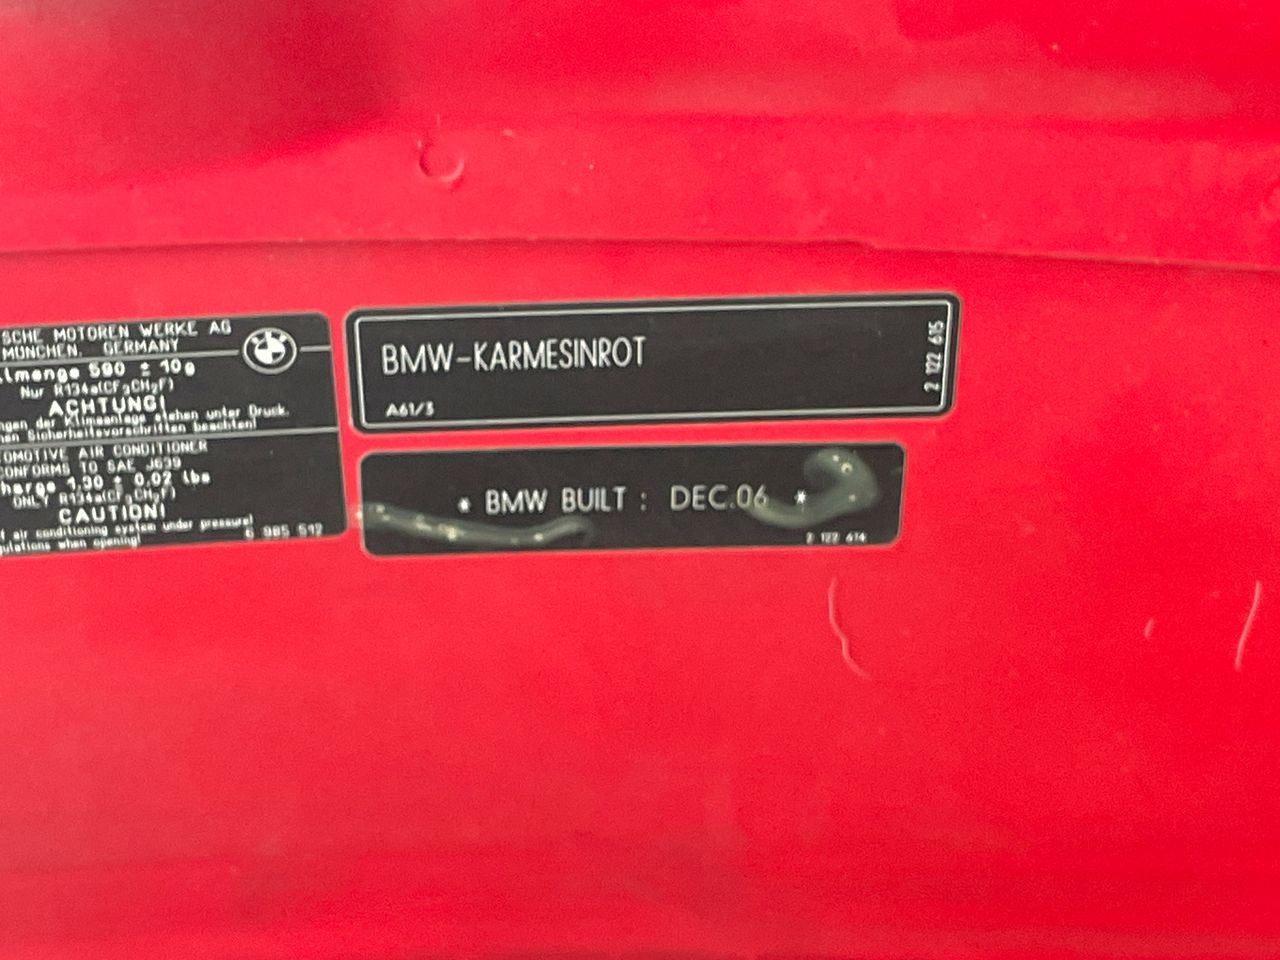 SCHE MOTOREN WERKE AG
MÜNCHEN, GERMANY
lmenge 590 ± 10g
Nur R134a(CF₃CH₂F)
ACHTUNG!
ngen der Klimaanlage stehen unter Druck.
hen Sicherheitsvorschriften beachten!
OMOTIVE AIR CONDITIONER
CONFORMS TO SAE J639
harge 1.30 ± 0.02 lbs
ONLY R134a(CF₃CH₂F)
CAUTION!
air conditioning system under pressure!
ulations when opening!
6 985 512
BMW-KARMESINROT
A61/3
2 122 615
* BMW BUILT : DEC.06 *
2 122 614